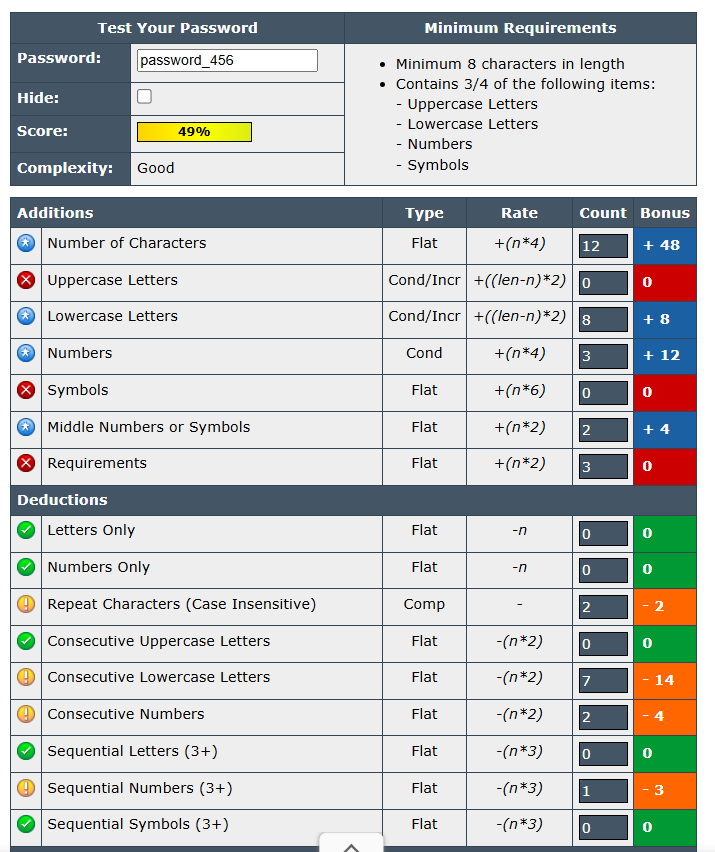 Test Your Password
Minimum Requirements
Password:
password_456
Hide:
Score:
49%
Complexity:
Good
• Minimum 8 characters in length
• Contains 3/4 of the following items:
- Uppercase Letters
- Lowercase Letters
- Numbers
- Symbols
Additions Type Rate Count Bonus
Number of Characters Flat +(n*4) 12 + 48
Uppercase Letters Cond/Incr +((len-n)*2) 0 0
Lowercase Letters Cond/Incr +((len-n)*2) 8 + 8
Numbers Cond +(n*4) 3 + 12
Symbols Flat +(n*6) 0 0
Middle Numbers or Symbols Flat +(n*2) 2 + 4
Requirements Flat +(n*2) 3 0
Deductions
Letters Only Flat -n 0 0
Numbers Only Flat -n 0 0
Repeat Characters (Case Insensitive) Comp - 2 - 2
Consecutive Uppercase Letters Flat -(n*2) 0 0
Consecutive Lowercase Letters Flat -(n*2) 7 - 14
Consecutive Numbers Flat -(n*2) 2 - 4
Sequential Letters (3+) Flat -(n*3) 0 0
Sequential Numbers (3+) Flat -(n*3) 1 - 3
Sequential Symbols (3+) Flat -(n*3) 0 0